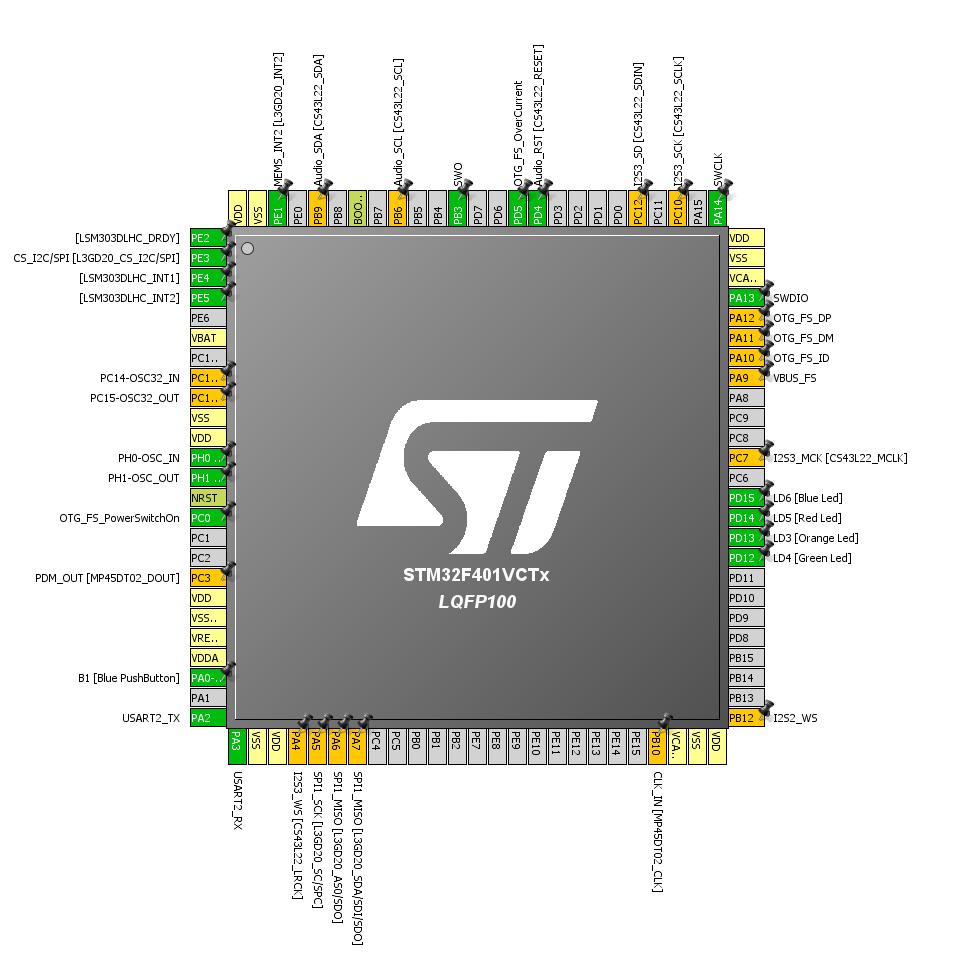 MEMS_INT2 [L3GD20_INT2]
Audio_SDA [CS43L22_SDA]
Audio_SCL [CS43L22_SCL]
SWO
OTG_FS_OverCurrent
Audio_RST [CS43L22_RESET]
I2S3_SD [CS43L22_SDIN]
I2S3_SCK [CS43L22_SCLK]
SWCLK
VDD
VSS
PE1
PE0
PB9
PB8
BOO..
PB7
PB6
PB5
PB4
PB3
PD7
PD6
PD5
PD4
PD3
PD2
PD1
PD0
PC12
PC11
PC10
PA15
PA14
[LSM303DLHC_DRDY] PE2
CS_I2C/SPI [L3GD20_CS_I2C/SPI] PE3
[LSM303DLHC_INT1] PE4
[LSM303DLHC_INT2] PE5
PE6
VBAT
PC1..
PC14-OSC32_IN PC1..
PC15-OSC32_OUT PC1..
VSS
VDD
PH0-OSC_IN PH0 ..
PH1-OSC_OUT PH1 ..
NRST
OTG_FS_PowerSwitchOn PC0
PC1
PC2
PDM_OUT [MP45DT02_DOUT] PC3
VDD
VSS..
VRE..
VDDA
B1 [Blue PushButton] PA0-..
PA1
USART2_TX PA2
ST
STM32F401VCTx
LQFP100
VDD
VSS
VCA..
PA13 SWDIO
PA12 OTG_FS_DP
PA11 OTG_FS_DM
PA10 OTG_FS_ID
PA9 VBUS_FS
PA8
PC9
PC8
PC7 I2S3_MCK [CS43L22_MCLK]
PC6
PD15 LD6 [Blue Led]
PD14 LD5 [Red Led]
PD13 LD3 [Orange Led]
PD12 LD4 [Green Led]
PD11
PD10
PD9
PD8
PB15
PB14
PB13
PB12 I2S2_WS
PA3
VSS
VDD
PA4
PA5
PA6
PA7
PC4
PC5
PB0
PB1
PB2
PE7
PE8
PE9
PE10
PE11
PE12
PE13
PE14
PE15
PB10
VCA..
VSS
VDD
USART2_RX
I2S3_WS [CS43L22_LRCK]
SPI1_SCK [L3GD20_SC/SPC]
SPI1_MISO [L3GD20_AS0/SDO]
SPI1_MISO [L3GD20_SDA/SDI/SDO]
CLK_IN [MP45DT02_CLK]